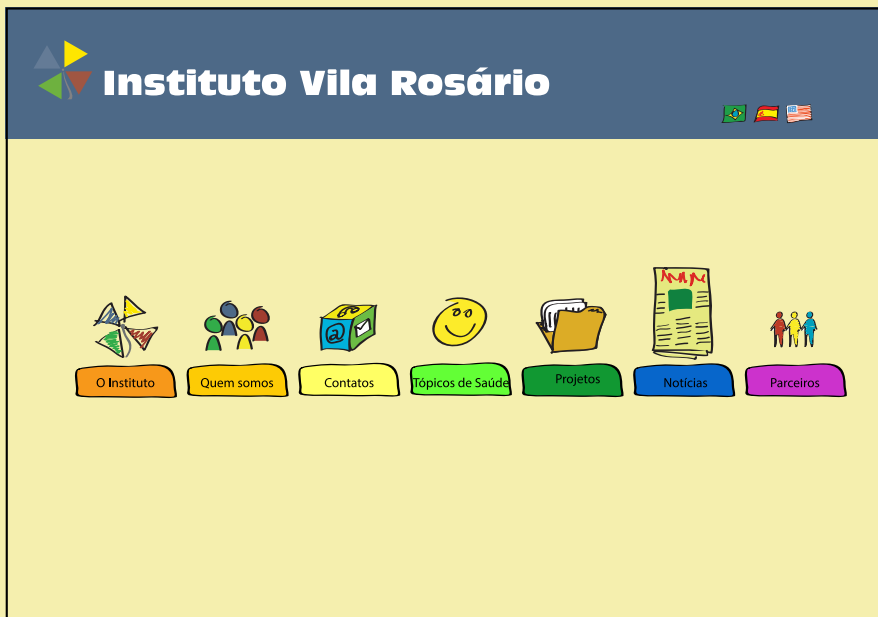 Instituto Vila Rosário
O Instituto
Quem somos
Contatos
Tópicos de Saúde
Projetos
Notícias
Parceiros